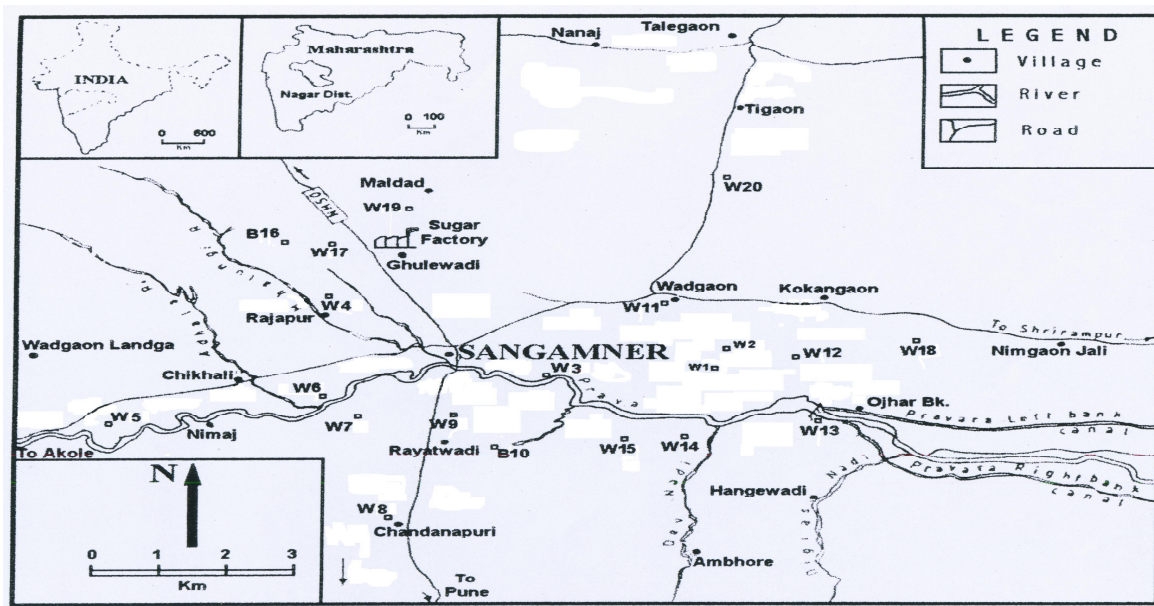 INDIA
0 600
Km
Maharashtra
Nagar Dist.
0 100
Km
Nanaj
Talegaon
LEGEND
Village
River
Road
Tigaon
W20
Maldad
W19
Sugar
Factory
Ghulewadi
B16
W17
W4
Rajapur
Wadgaon
Kokangaon
W11
To Shrirampur
Nimgaon Jali
Wadgaon Landga
Chikhali
SANGAMNER
W3
W2
W1
W12
W18
W6
W5
Nimaj
W7
W9
Rayatwadi
B10
W15
W14
W13
Ojhar Bk.
Pravara Left bank
canal
Pravara Right bank
canal
To Akole
N
0 1 2 3
Km
W8
Chandanapuri
Hangewadi
Ambhore
To
Pune